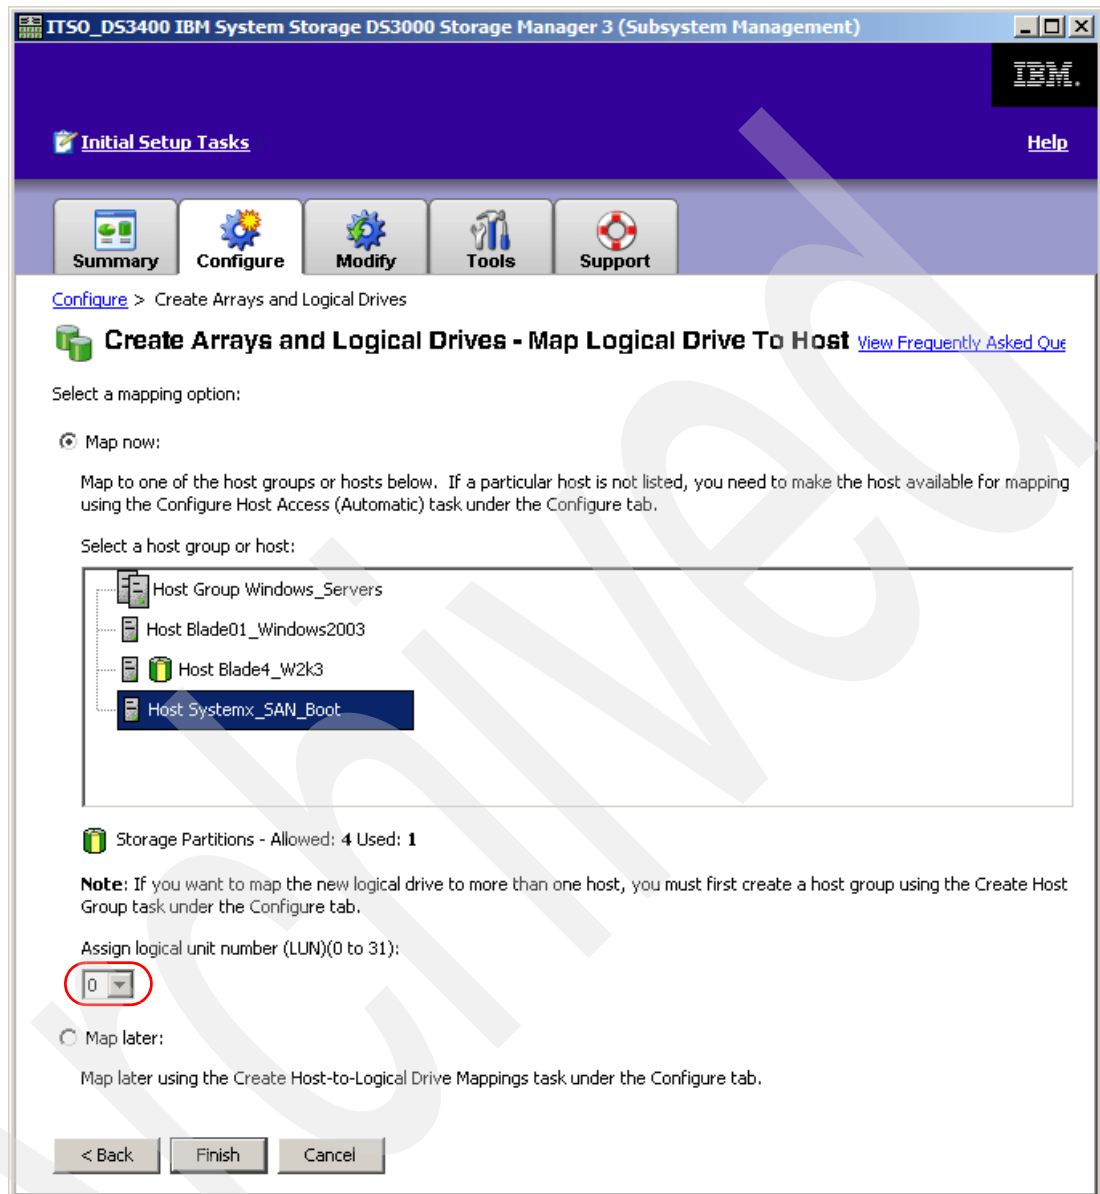 ITSO_DS3400 IBM System Storage DS3000 Storage Manager 3 (Subsystem Management)
IBM.
Initial Setup Tasks
Help
Summary
Configure
Modify
Tools
Support
Configure > Create Arrays and Logical Drives
Create Arrays and Logical Drives - Map Logical Drive To Host View Frequently Asked Que
Select a mapping option:
Map now:
Map to one of the host groups or hosts below. If a particular host is not listed, you need to make the host available for mapping
using the Configure Host Access (Automatic) task under the Configure tab.
Select a host group or host:
Host Group Windows_Servers
Host Blade01_Windows2003
Host Blade4_W2k3
Host Systemx_SAN_Boot
Storage Partitions - Allowed: 4 Used: 1
Note: If you want to map the new logical drive to more than one host, you must first create a host group using the Create Host
Group task under the Configure tab.
Assign logical unit number (LUN)(0 to 31):
0
Map later:
Map later using the Create Host-to-Logical Drive Mappings task under the Configure tab.
< Back
Finish
Cancel
rchived